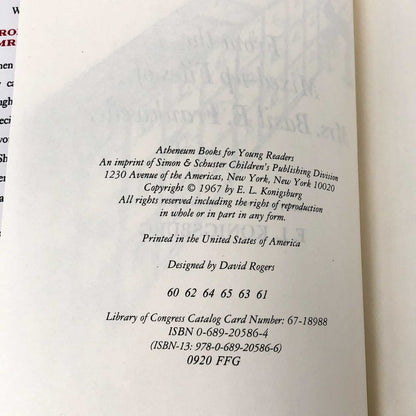 Atheneum Books for Young Readers
An imprint of Simon & Schuster Children's Publishing Division
1230 Avenue of the Americas, New York, New York 10020
Copyright © 1967 by E. L. Konigsburg
All rights reserved including the right of reproduction
in whole or in part in any form.
Printed in the United States of America
Designed by David Rogers
60 62 64 65 63 61
Library of Congress Catalog Card Number: 67-18988
ISBN 0-689-20586-4
(ISBN-13: 978-0-689-20586-6)
0920 FFG